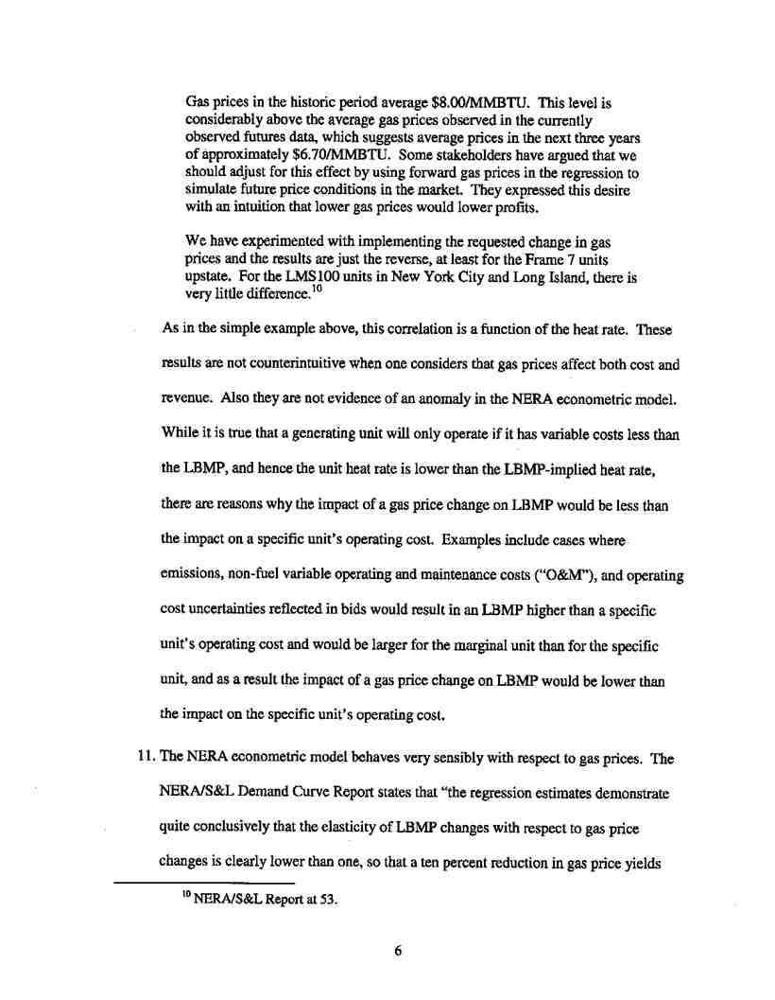 Gas prices in the historic period average $8.00/MMBTU. This level is
considerably above the average gas prices observed in the currently
observed futures data, which suggests average prices in the next three years
of approximately $6.70/MMBTU. Some stakeholders have argued that we
should adjust for this effect by using forward gas prices in the regression to
simulate future price conditions in the market. They expressed this desire
with an intuition that lower gas prices would lower profits.
We have experimented with implementing the requested change in gas
prices and the results are just the reverse, at least for the Frame 7 units
upstate. For the LMS100 units in New York City and Long Island, there is
very little difference.10
As in the simple example above, this correlation is a function of the heat rate. These
results are not counterintuitive when one considers that gas prices affect both cost and
revenue. Also they are not evidence of an anomaly in the NERA econometric model.
While it is true that a generating unit will only operate if it has variable costs less than
the LBMP, and hence the unit heat rate is lower than the LBMP-implied heat rate,
there are reasons why the impact of a gas price change on LBMP would be less than
the impact on a specific unit's operating cost. Examples include cases where
emissions, non-fuel variable operating and maintenance costs ("O&M"), and operating
cost uncertainties reflected in bids would result in an LBMP higher than a specific
unit's operating cost and would be larger for the marginal unit than for the specific
unit, and as a result the impact of a gas price change on LBMP would be lower than
the impact on the specific unit's operating cost.
11. The NERA econometric model behaves very sensibly with respect to gas prices. The
NERA/S&L Demand Curve Report states that "the regression estimates demonstrate
quite conclusively that the elasticity of LBMP changes with respect to gas price
changes is clearly lower than one, so that a ten percent reduction in gas price yields
10 NERA/S&L Report at 53.
6